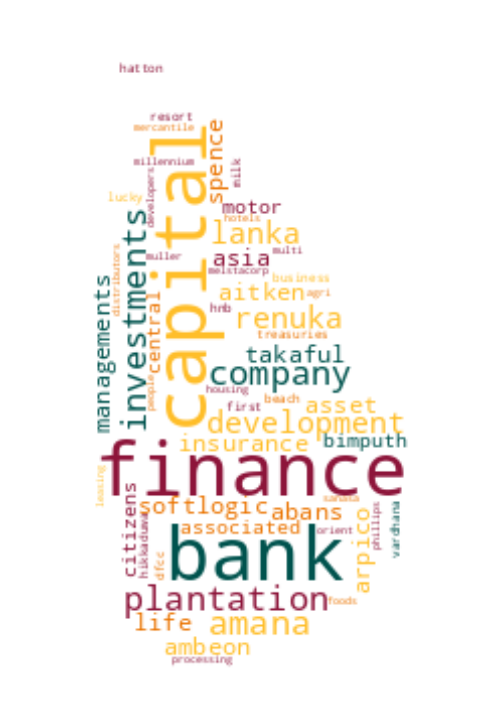 hatton
resort
mercantile
capital
spence
millennium
milk
developers
lucky
motor
hotels
investments
lanka
muller
multi
asia
melstacorp
distributors
managements
central
business
aitken
agri
hnb
renuka
treasuries
takaful
company
people
housing
beach
first
asset
development
insurance
bimputh
finance
leasing
sanasa
citizens
softlogic
abans
hikkaduwa
associated
orient
phillips
vardhana
arpico
bank
dfcc
plantation
foods
life
amana
ambeon
processing